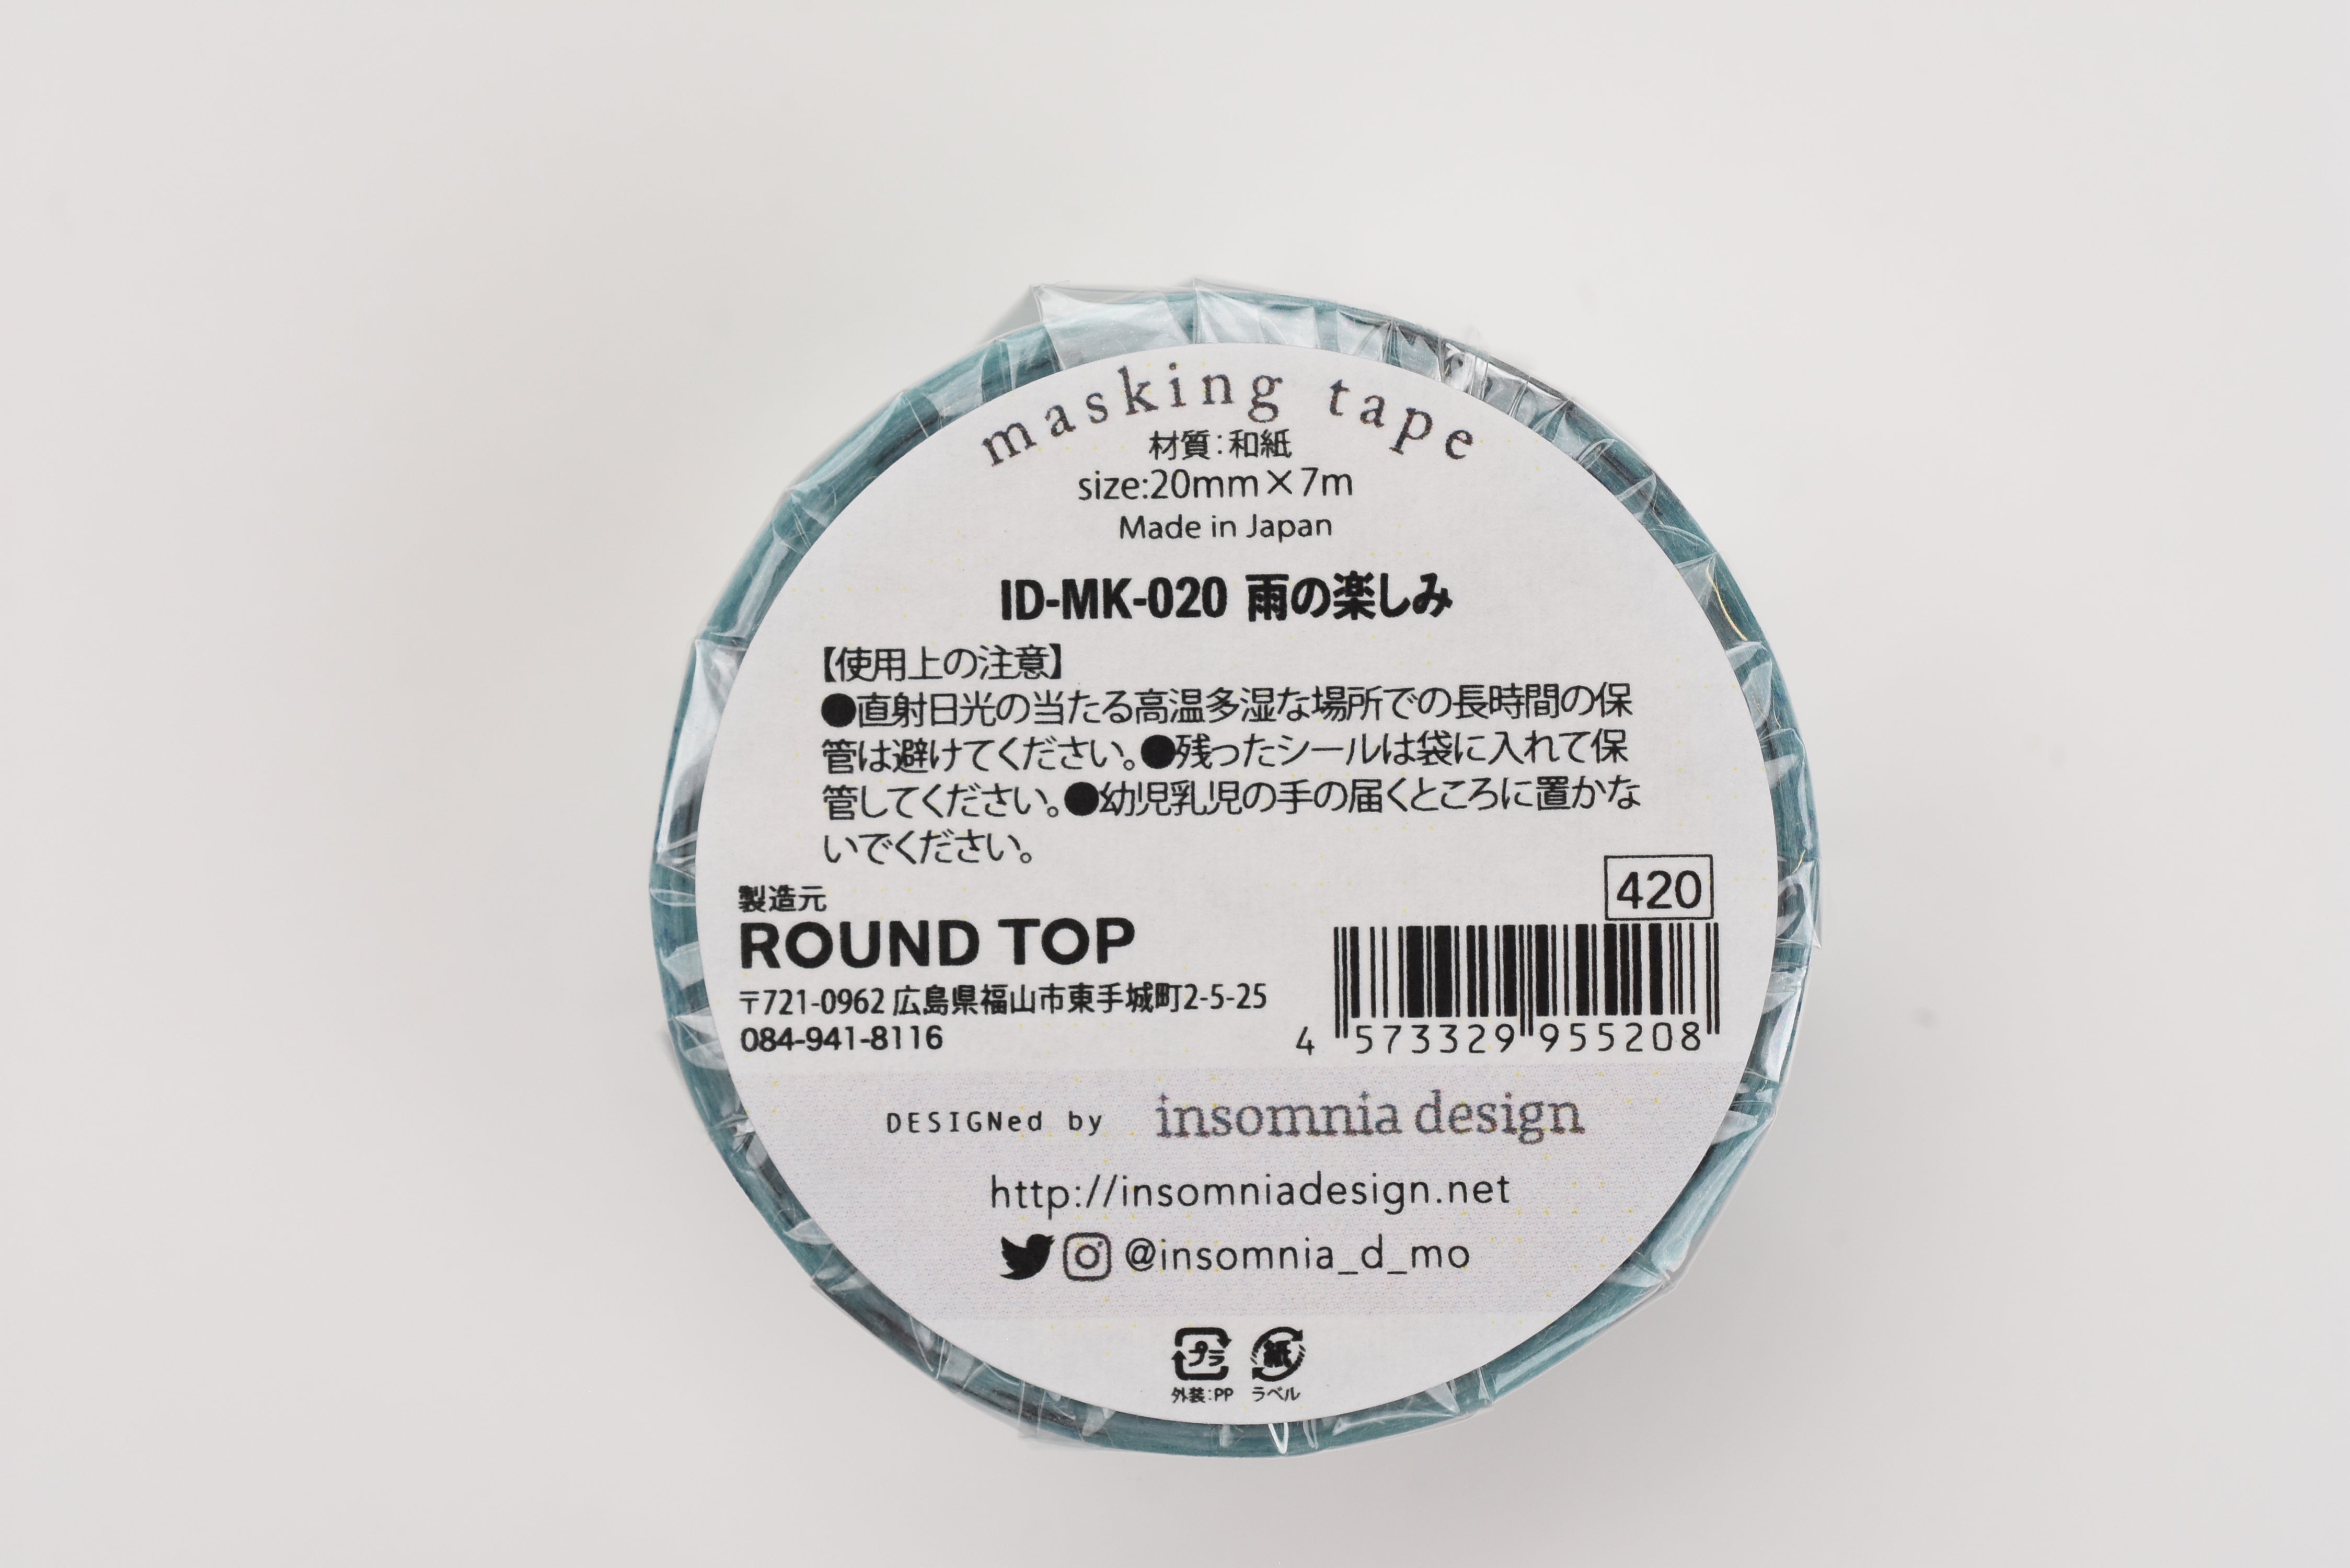 masking tape
材質:和紙
size:20mm×7m
Made in Japan
ID-MK-020 雨の楽しみ
【使用上の注意】
●直射日光の当たる高温多湿な場所での長時間の保
管は避けてください。●残ったシールは袋に入れて保
管してください。●幼児乳児の手の届くところに置かな
いでください。
420
製造元
ROUND TOP
〒721-0962 広島県福山市東手城町2-5-25
084-941-8116
4 573329 955208
DESIGNed by insomnia design
http://insomniadesign.net
@insomnia_d_mo
プラ 紙
外装:PP ラベル